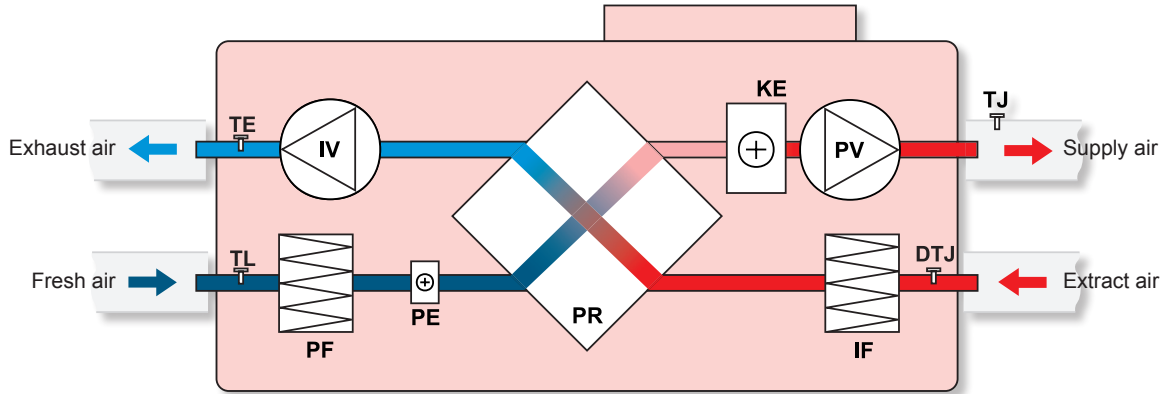 KE
TJ
TE
Exhaust air
IV
PV
Supply air
TL
DTJ
Fresh air
Extract air
PE
PR
PF
IF